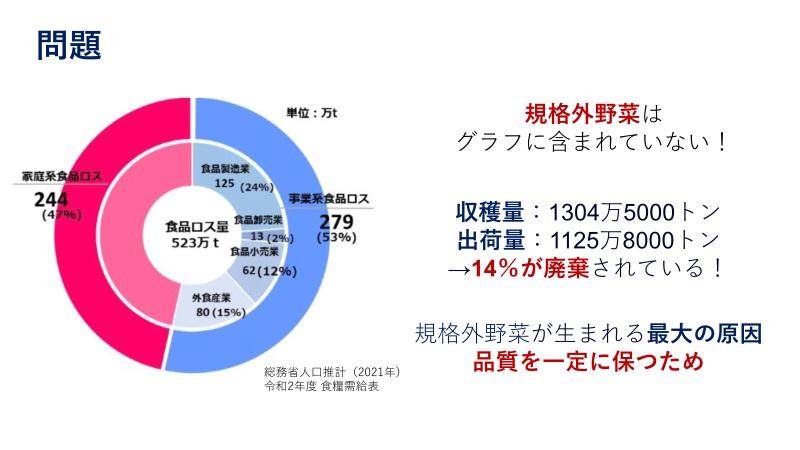 問題
単位：万t
家庭系食品ロス
244
(47%)
食品製造業
125 (24%)
事業系食品ロス
279
(53%)
食品卸売業
13 (2%)
食品小売業
62(12%)
外食産業
80 (15%)
食品ロス量
523万 t
総務省人口推計（2021年）
令和2年度 食糧需給表
規格外野菜は
グラフに含まれていない！
収穫量：1304万5000トン
出荷量：1125万8000トン
→14%が廃棄されている！
規格外野菜が生まれる最大の原因
品質を一定に保つため